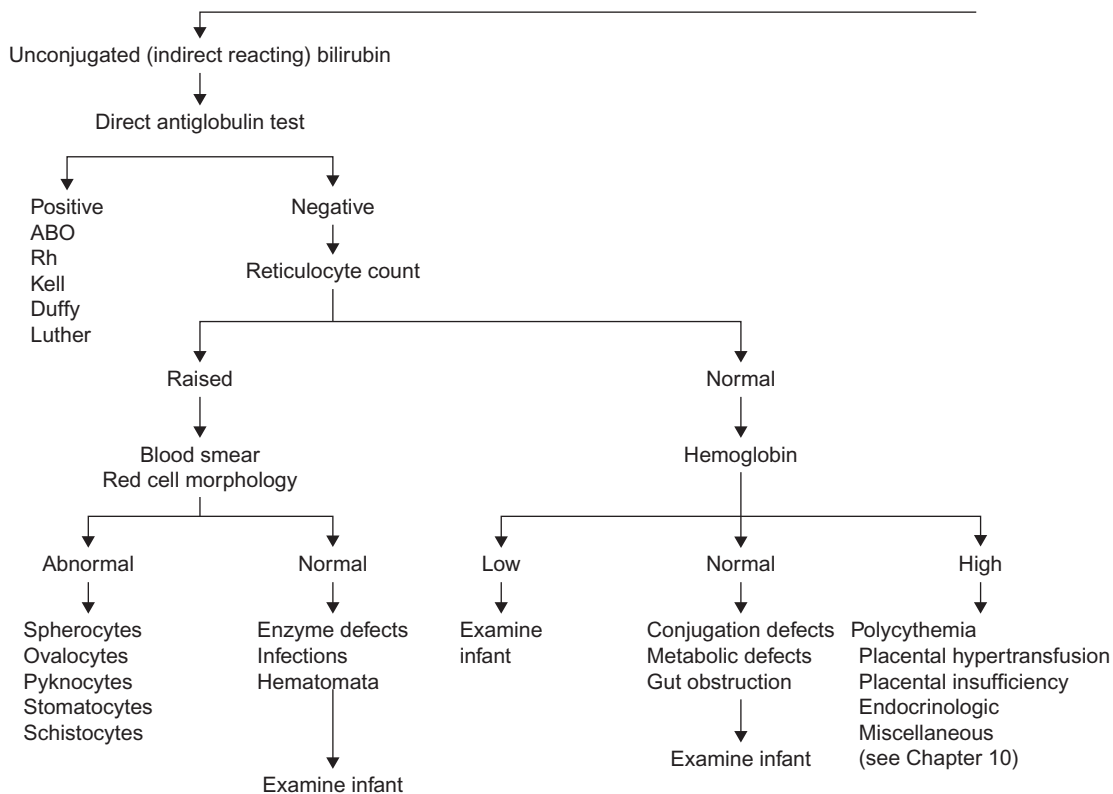 Unconjugated (indirect reacting) bilirubin
Direct antiglobulin test
Positive
ABO
Rh
Kell
Duffy
Luther
Negative
Reticulocyte count
Raised
Normal
Blood smear
Red cell morphology
Hemoglobin
Abnormal
Normal
Low
Normal
High
Spherocytes
Ovalocytes
Pyknocytes
Stomatocytes
Schistocytes
Enzyme defects
Infections
Hematomata
Examine infant
Examine
infant
Conjugation defects
Metabolic defects
Gut obstruction
Examine infant
Polycythemia
Placental hypertransfusion
Placental insufficiency
Endocrinologic
Miscellaneous
(see Chapter 10)